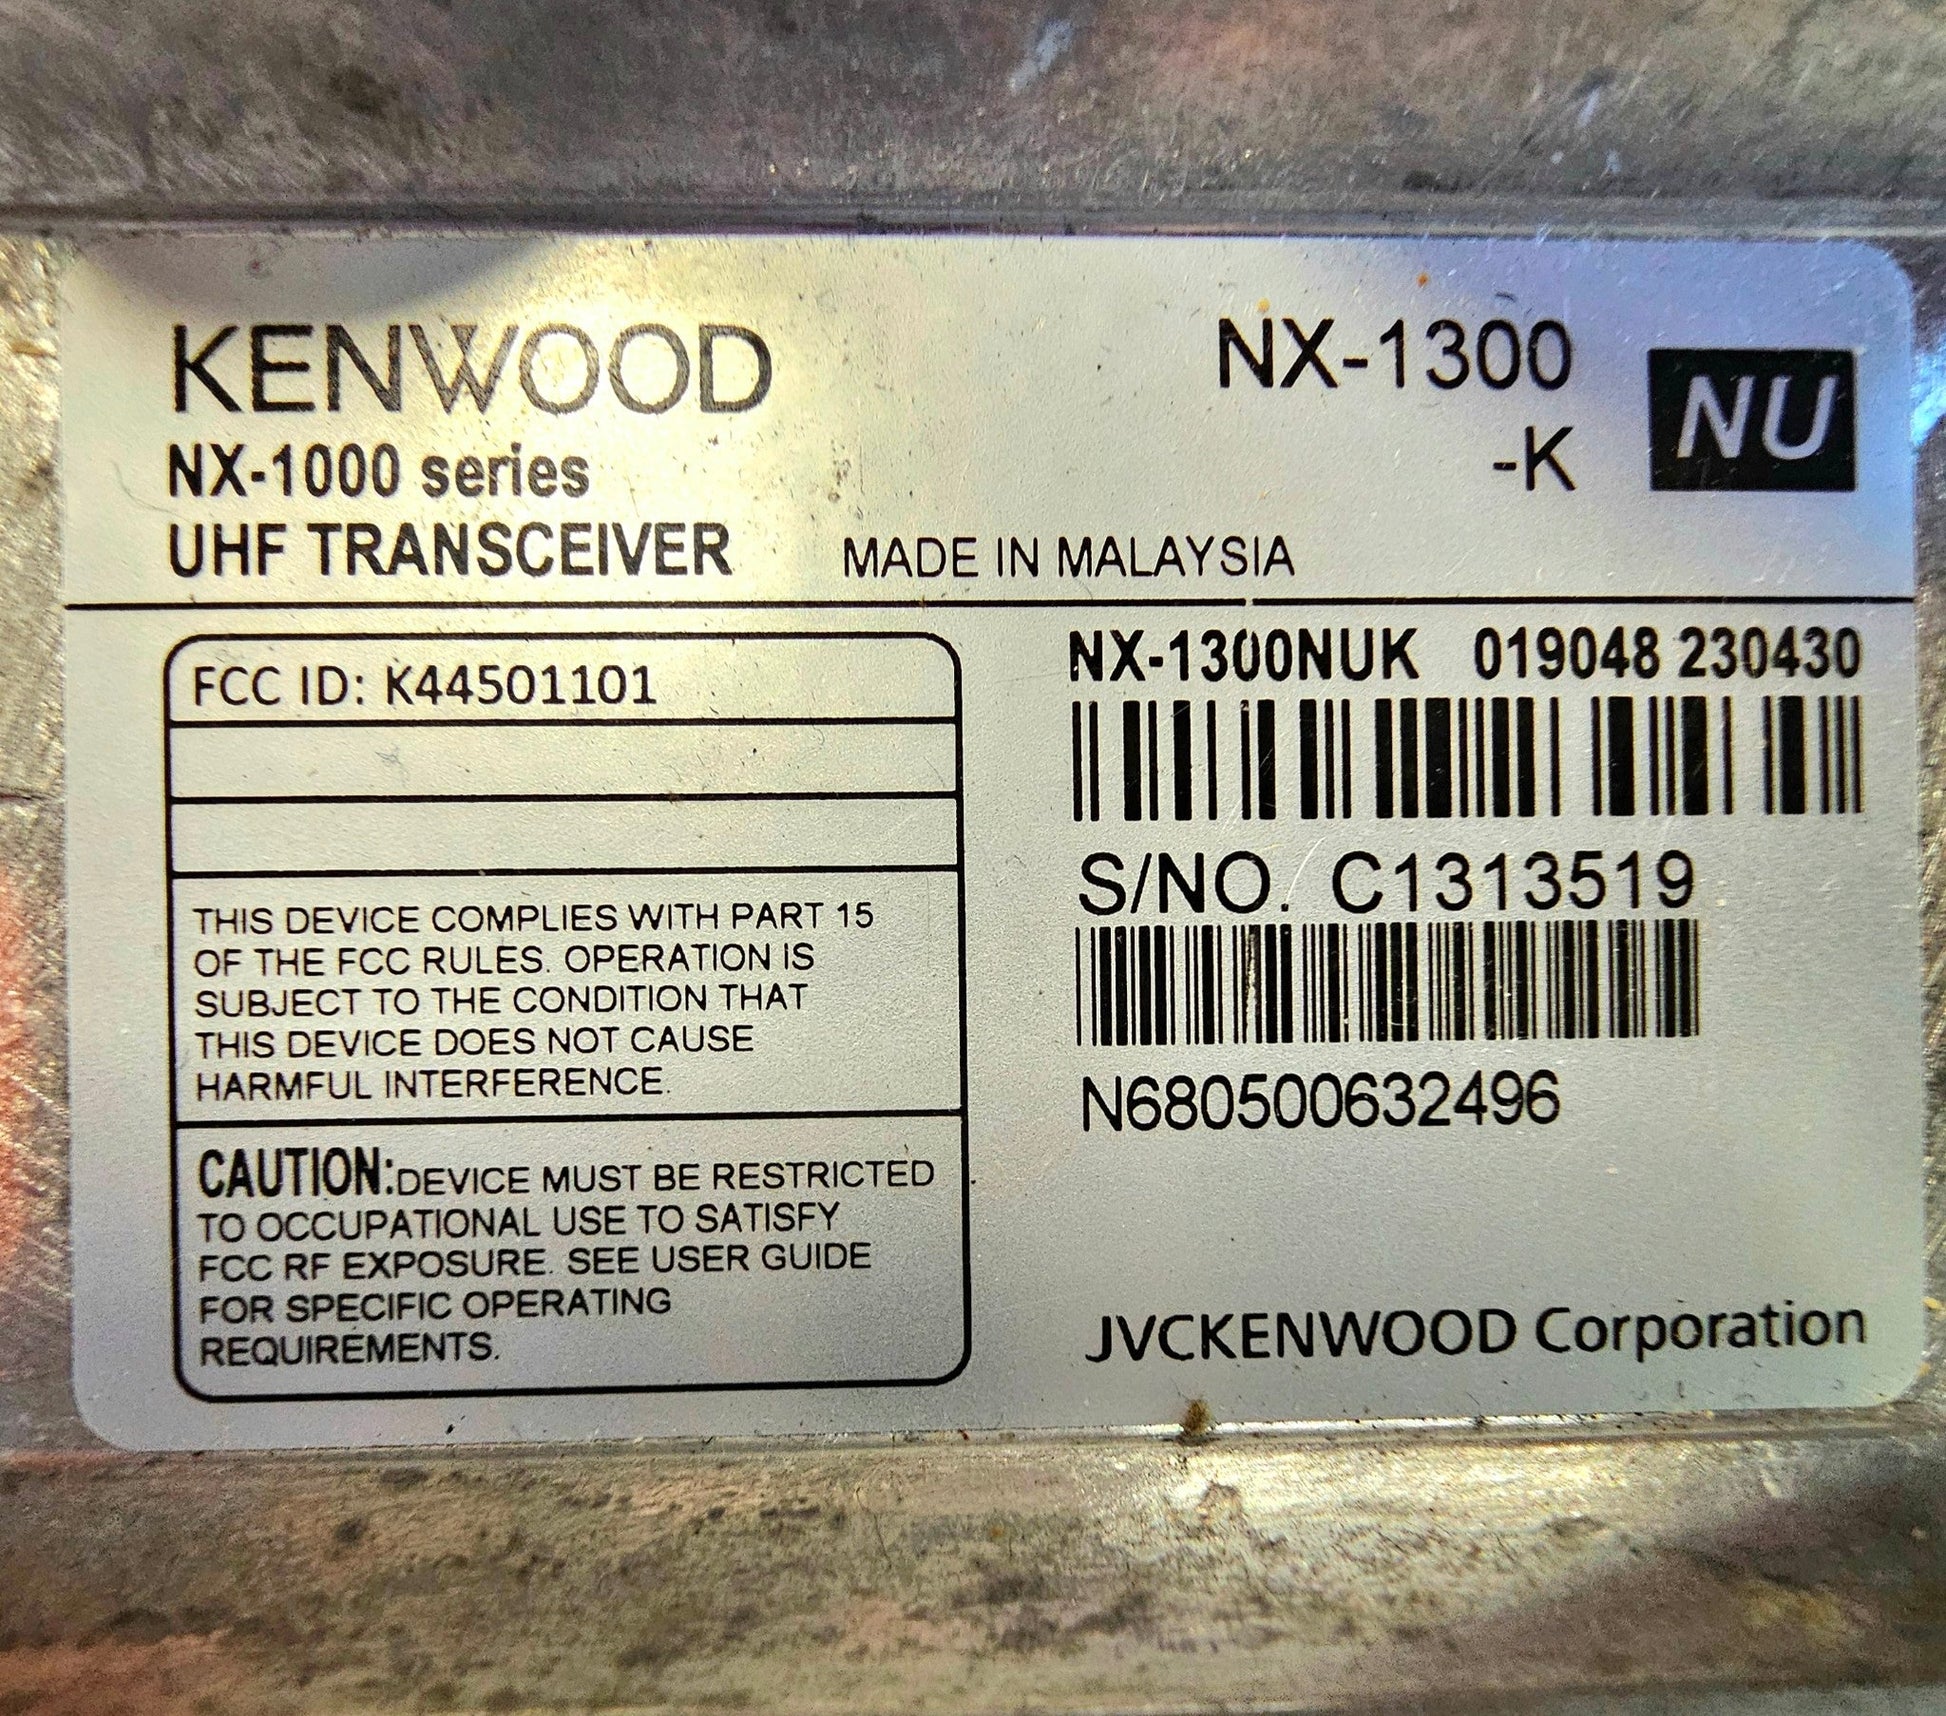 KENWOOD
NX-1000 series
UHF TRANSCEIVER
MADE IN MALAYSIA
NX-1300
-K
NU
FCC ID: K44501101
THIS DEVICE COMPLIES WITH PART 15
OF THE FCC RULES. OPERATION IS
SUBJECT TO THE CONDITION THAT
THIS DEVICE DOES NOT CAUSE
HARMFUL INTERFERENCE.
CAUTION:DEVICE MUST BE RESTRICTED
TO OCCUPATIONAL USE TO SATISFY
FCC RF EXPOSURE. SEE USER GUIDE
FOR SPECIFIC OPERATING
REQUIREMENTS.
NX-1300NUK 019048 230430
S/NO. C1313519
N680500632496
JVCKENWOOD Corporation